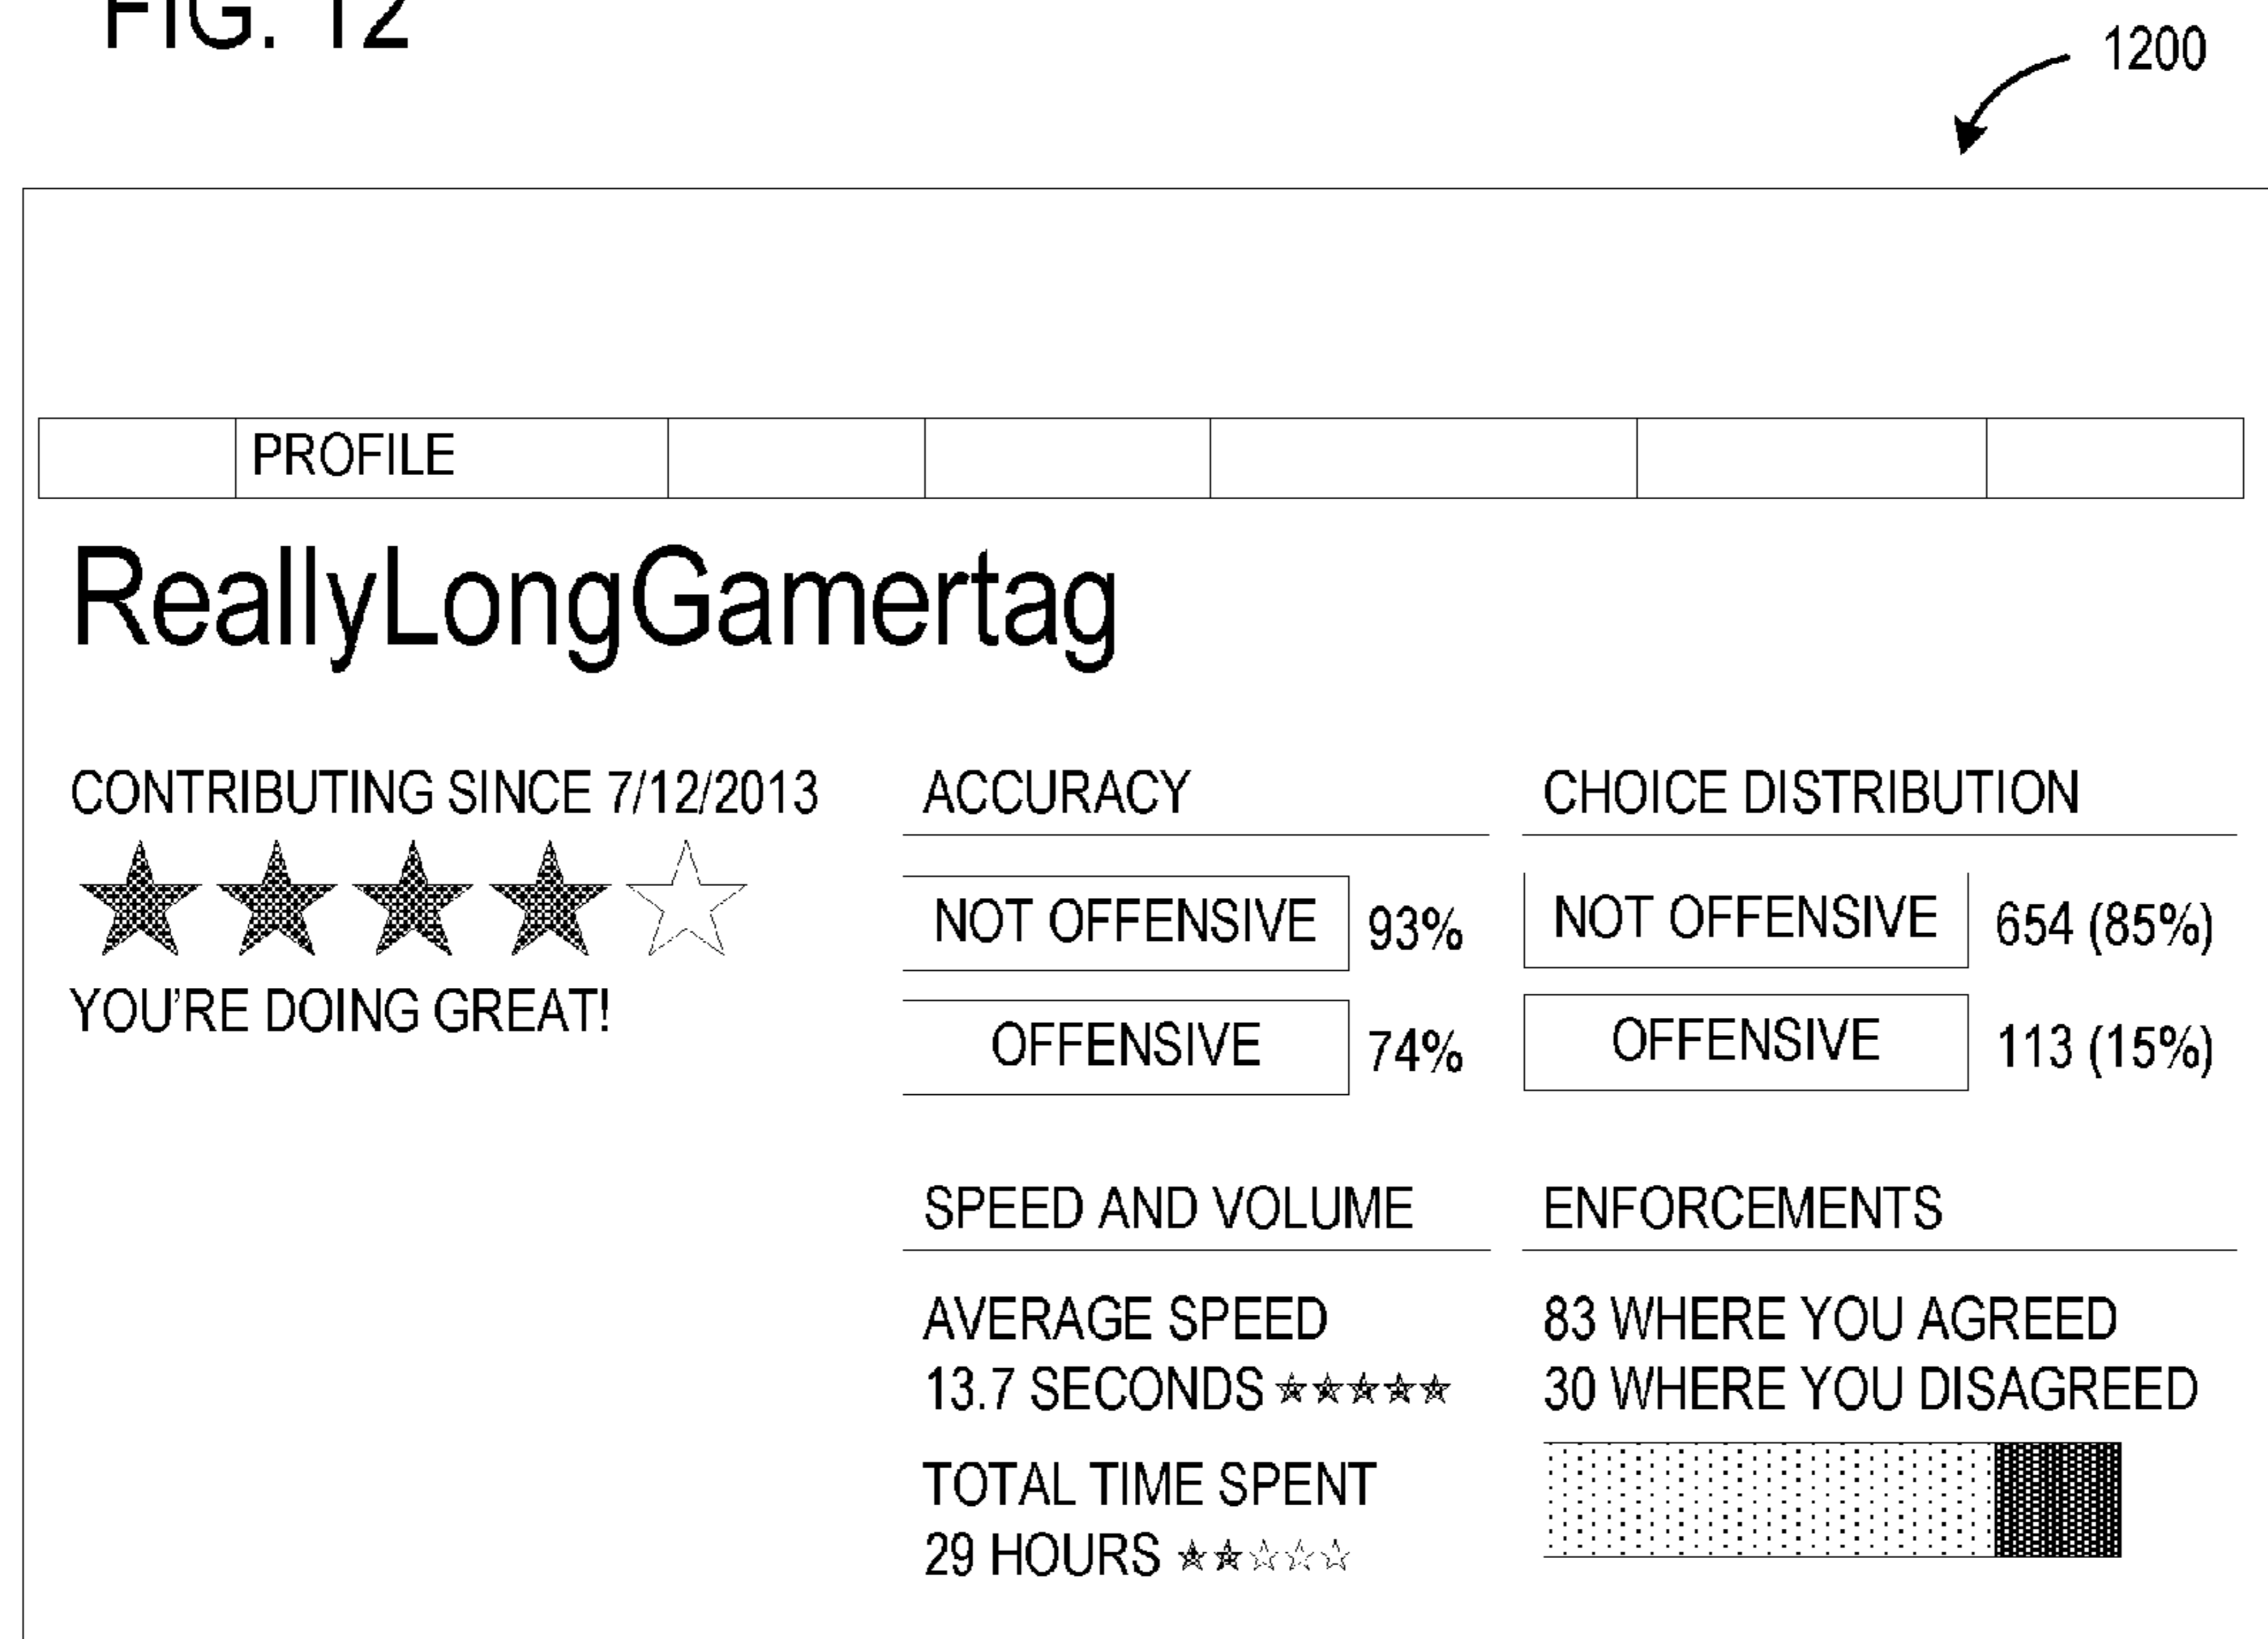 FIG. 12
1200
PROFILE
ReallyLongGamertag
CONTRIBUTING SINCE 7/12/2013
YOU'RE DOING GREAT!
ACCURACY
NOT OFFENSIVE 93%
OFFENSIVE 74%
CHOICE DISTRIBUTION
NOT OFFENSIVE 654 (85%)
OFFENSIVE 113 (15%)
SPEED AND VOLUME
AVERAGE SPEED
13.7 SECONDS
TOTAL TIME SPENT
29 HOURS
ENFORCEMENTS
83 WHERE YOU AGREED
30 WHERE YOU DISAGREED